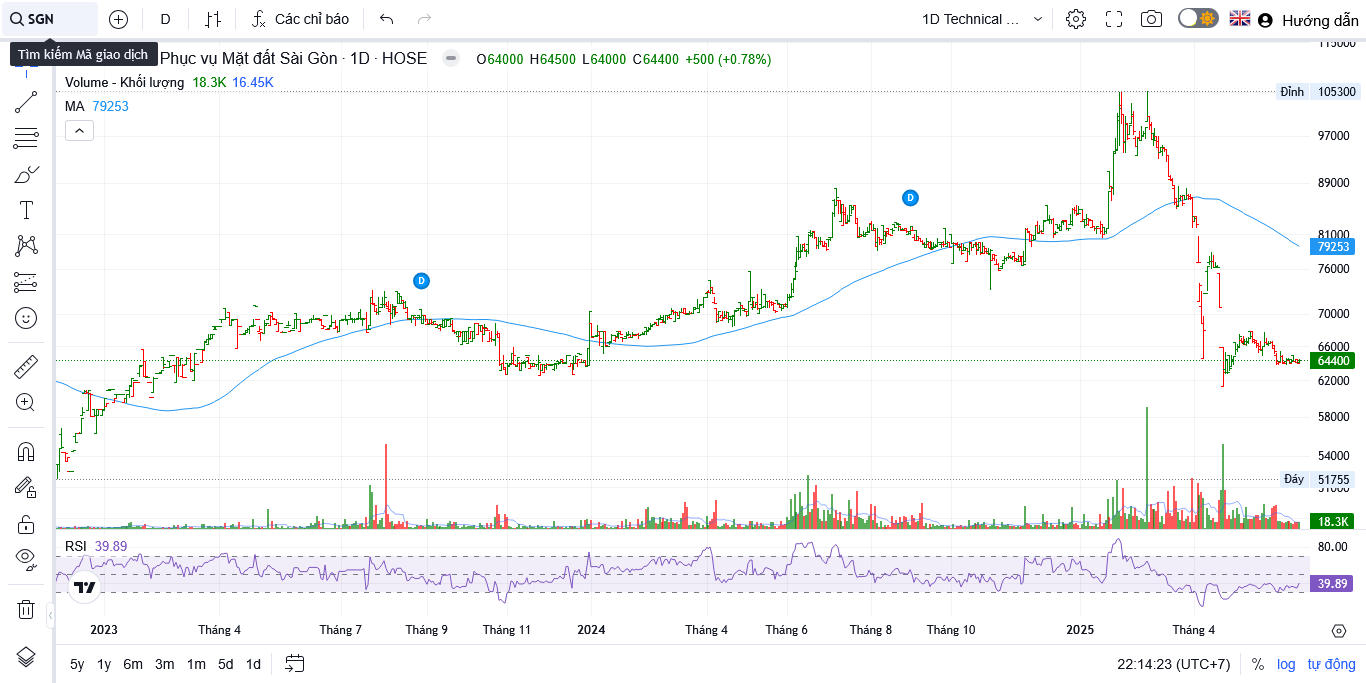 SGN
D
Các chỉ báo
1D Technical ...
Hướng dẫn
Tìm kiếm Mã giao dịch
Phục vụ Mặt đất Sài Gòn · 1D · HOSE
O64000 H64500 L64000 C64400 +500 (+0.78%)
Volume - Khối lượng 18.3K 16.45K
MA 79253
115000
Đỉnh 105300
97000
89000
81000
79253
76000
70000
66000
64400
62000
58000
54000
Đáy 51755
51000
18.3K
D
D
RSI 39.89
80.00
39.89
2023 Tháng 4 Tháng 7 Tháng 9 Tháng 11 2024 Tháng 4 Tháng 6 Tháng 8 Tháng 10 2025 Tháng 4
5y 1y 6m 3m 1m 5d 1d
22:14:23 (UTC+7) % log tự động